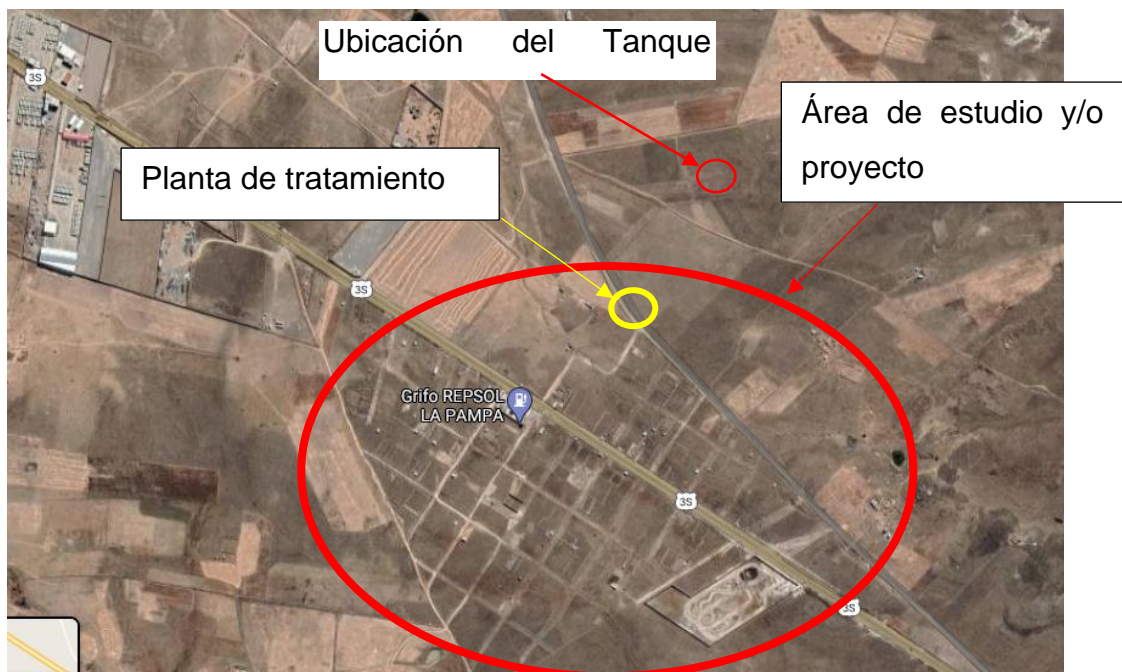 Ubicación del Tanque
Área de estudio y/o
proyecto
Planta de tratamiento
3S
3S
Grifo REPSOL
LA PAMPA
3S
3S